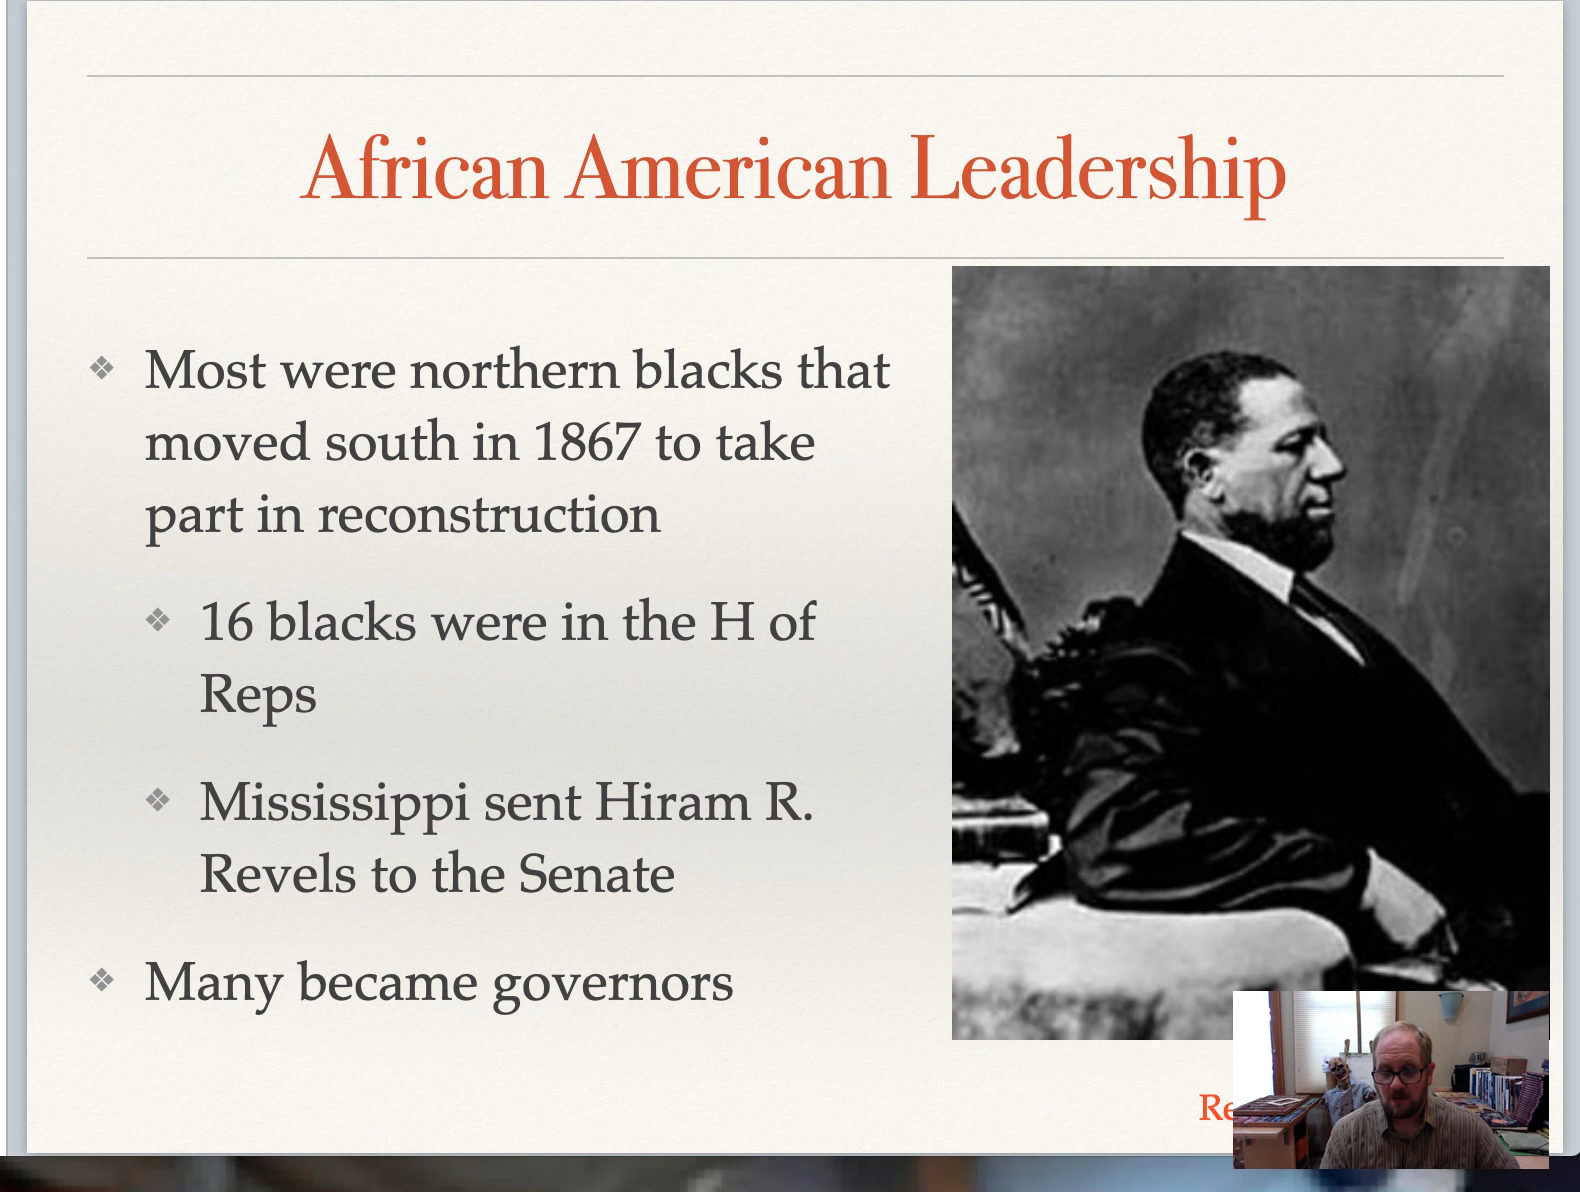 African American Leadership
Most were northern blacks that
moved south in 1867 to take
part in reconstruction
16 blacks were in the H of
Reps
Mississippi sent Hiram R.
Revels to the Senate
Many became governors